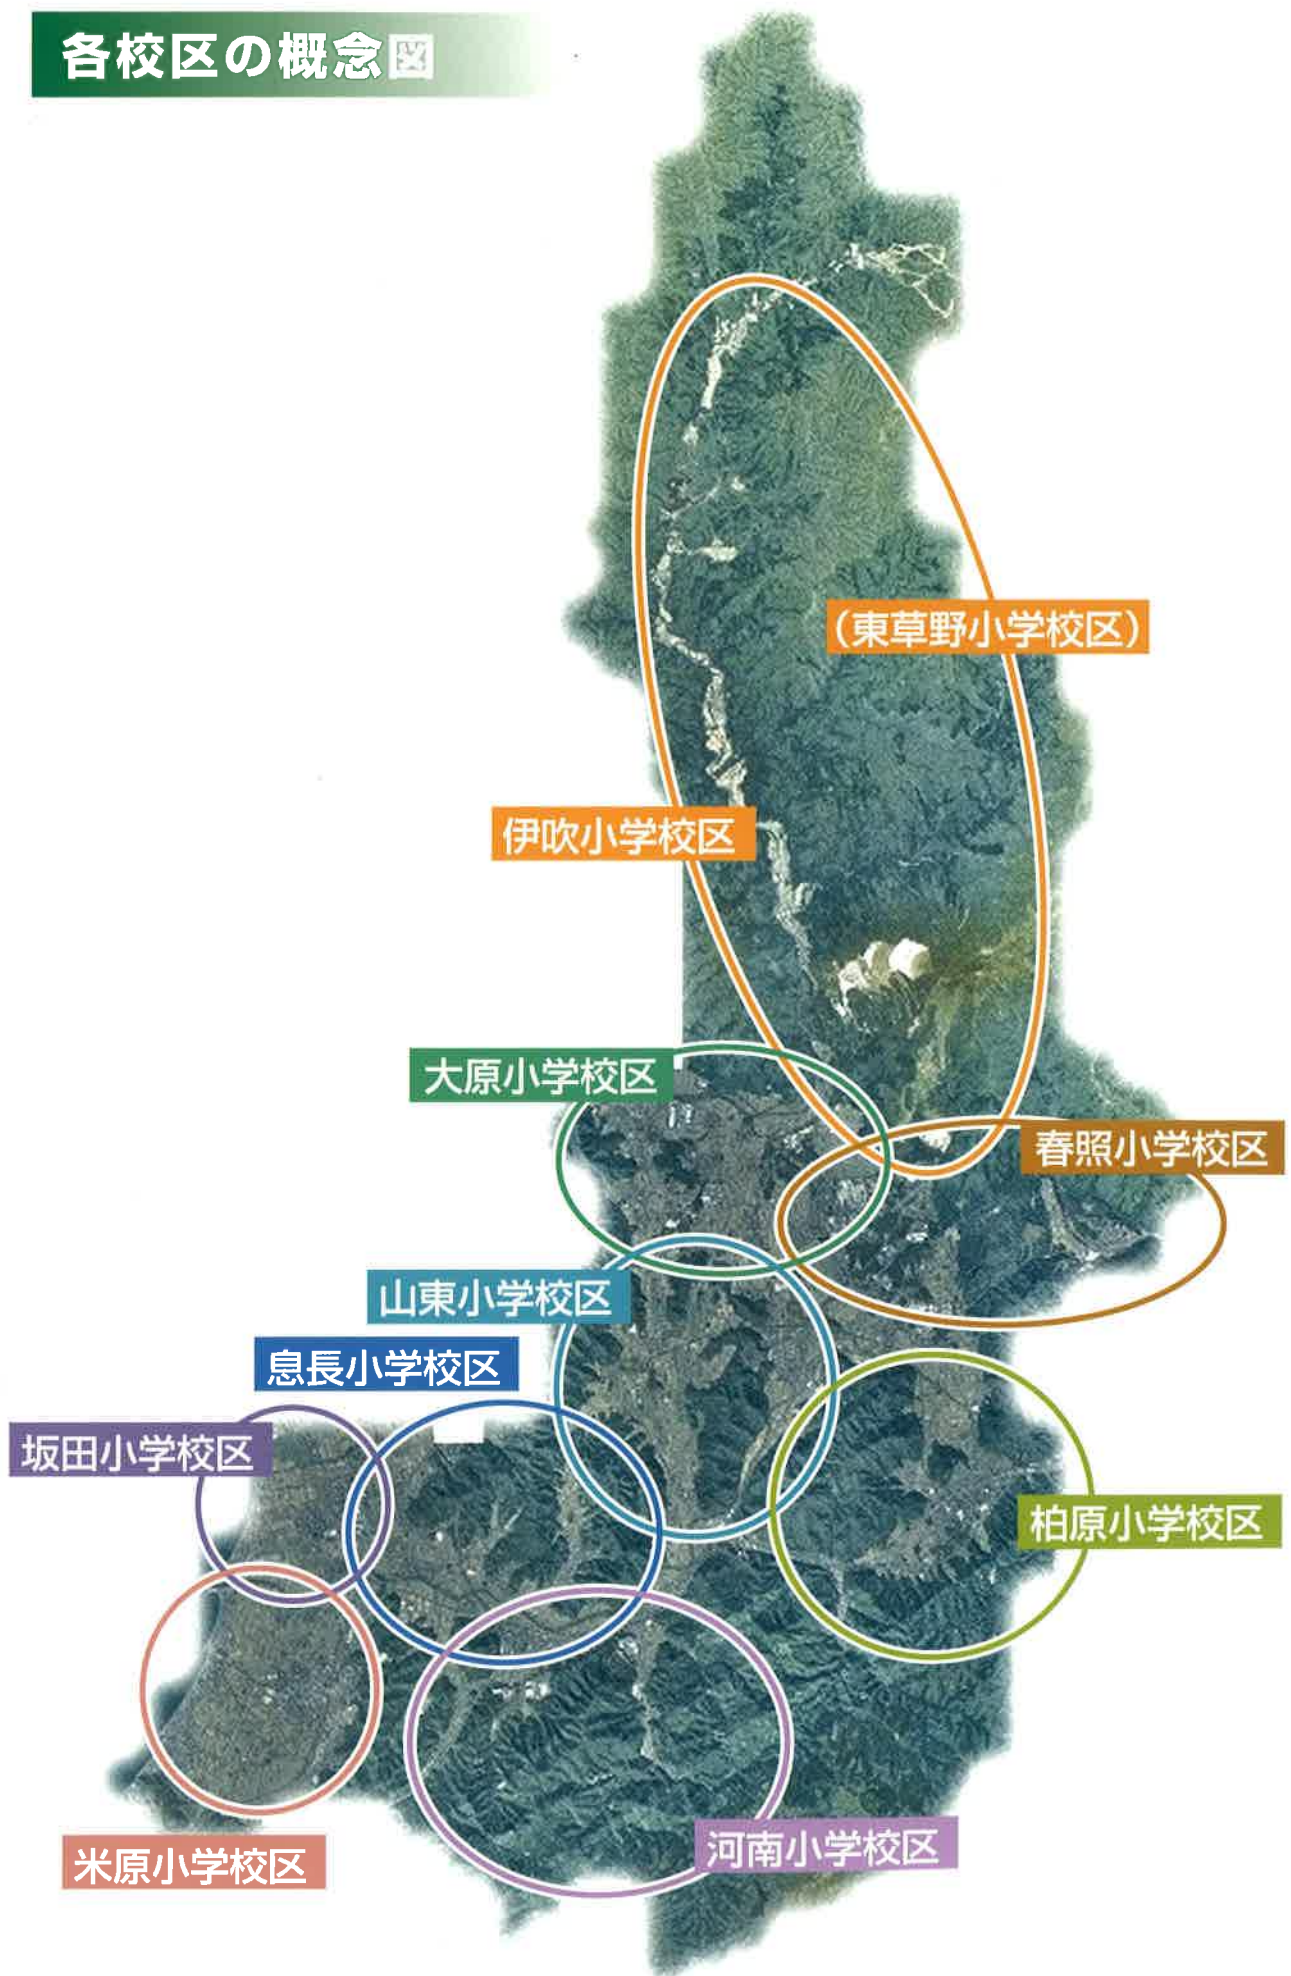 各校区の概念図
（東草野小学校区）
伊吹小学校区
大原小学校区
春照小学校区
山東小学校区
息長小学校区
坂田小学校区
柏原小学校区
河南小学校区
米原小学校区